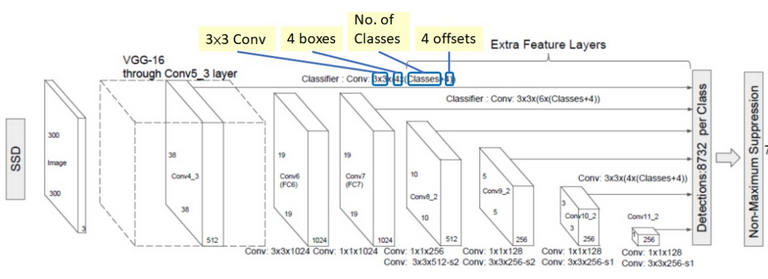 No. of
Classes
3×3 Conv
4 boxes
4 offsets
Extra Feature Layers
VGG-16
through Conv5_3 layer
Classifier : Conv: 3x3x(4x(Classes+4))
Classifier : Conv: 3x3x(6x(Classes+4))
SSD
300
Image
300
3
38
Conv4_3
38
512
19
Conv6
(FC6)
19
1024
19
Conv7
(FC7)
19
1024
10
Conv8_2
10
512
5
Conv9_2
5
256
Conv: 3x3x(4x(Classes+4))
3
Conv10_2
3
256
Conv11_2
256
Detections:8732 per Class
Non-Maximum Suppression
Conv: 3x3x1024
Conv: 1x1x1024
Conv: 1x1x256
Conv: 3x3x512-s2
Conv: 1x1x128
Conv: 3x3x256-s2
Conv: 1x1x128
Conv: 3x3x256-s1
Conv: 1x1x128
Conv: 3x3x256-s1